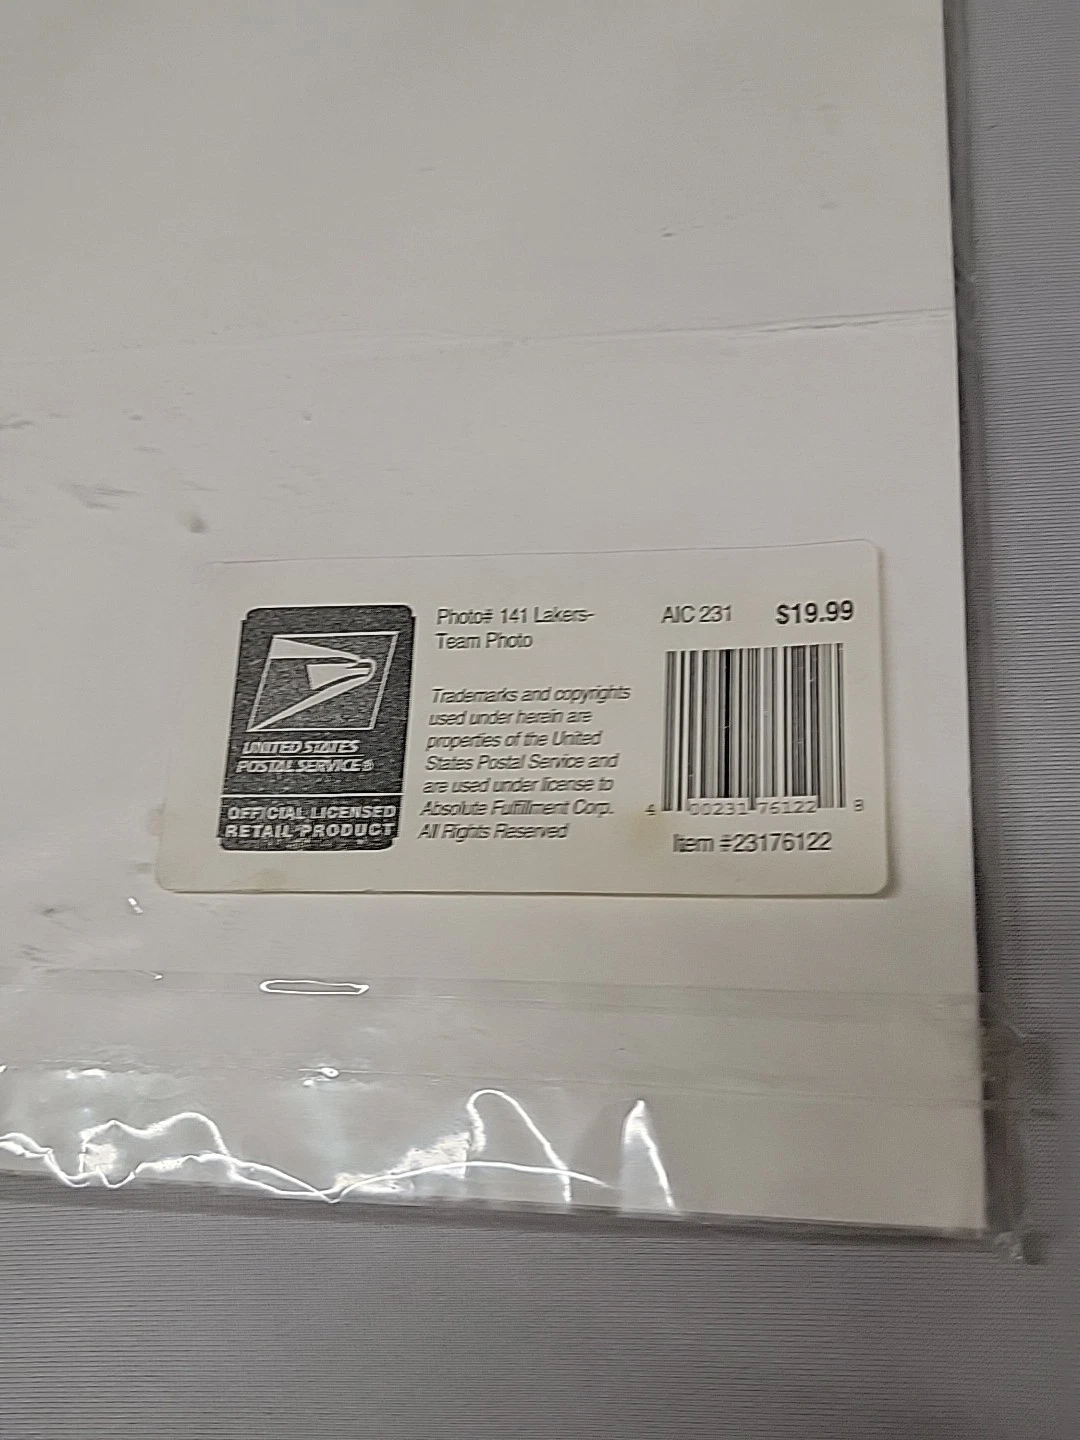 UNITED STATES
POSTAL SERVICE®
OFFICIAL LICENSED
RETAIL PRODUCT
Photo# 141 Lakers-
Team Photo
Trademarks and copyrights
used under herein are
properties of the United
States Postal Service and
are used under license to
Absolute Fulfillment Corp.
All Rights Reserved
AIC 231 $19.99
4 00231 76122 8
Item #23176122